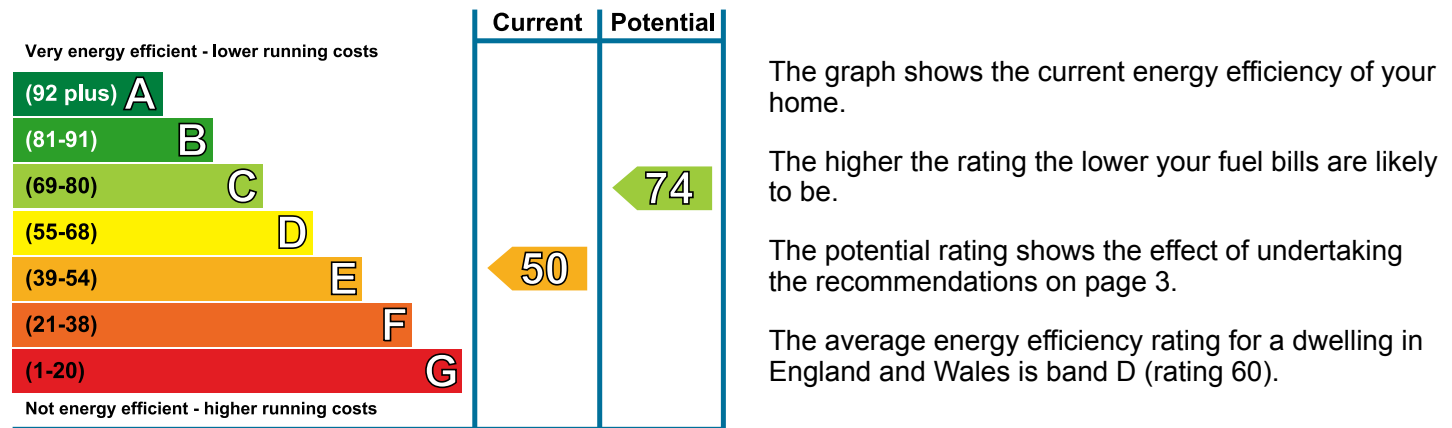 Current Potential
Very energy efficient - lower running costs
(92 plus) A
(81-91) B
(69-80) C
74
(55-68) D
(39-54) E
50
(21-38) F
(1-20) G
Not energy efficient - higher running costs
The graph shows the current energy efficiency of your
home.
The higher the rating the lower your fuel bills are likely
to be.
The potential rating shows the effect of undertaking
the recommendations on page 3.
The average energy efficiency rating for a dwelling in
England and Wales is band D (rating 60).